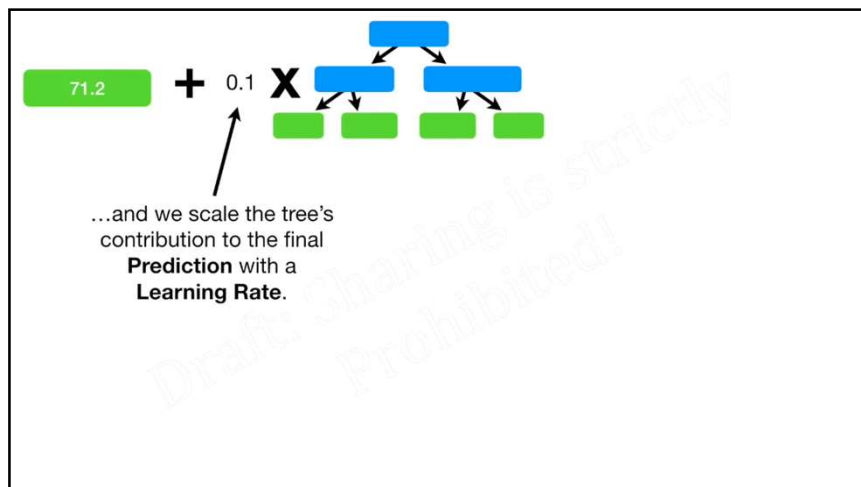 71.2 + 0.1 X
…and we scale the tree's
contribution to the final
Prediction with a
Learning Rate.
Draft: Sharing is strictly
Prohibited!